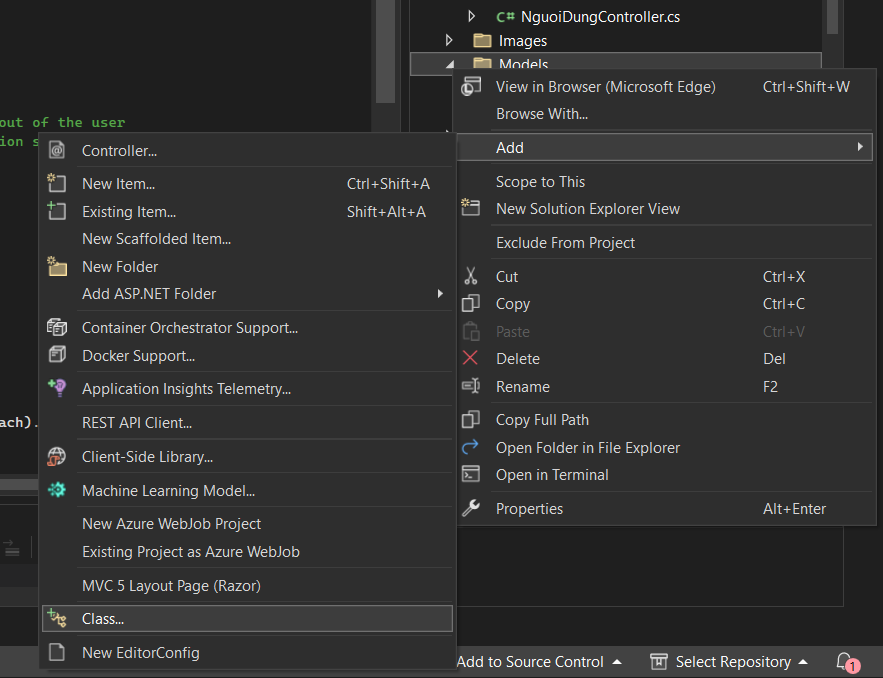 C# NguoiDungController.cs
Images
Models
out of the user
ion s
ach).
View in Browser (Microsoft Edge) Ctrl+Shift+W
Browse With...
Add
Scope to This
New Solution Explorer View
Exclude From Project
Cut Ctrl+X
Copy Ctrl+C
Paste Ctrl+V
Delete Del
Rename F2
Copy Full Path
Open Folder in File Explorer
Open in Terminal
Properties Alt+Enter
Controller...
New Item... Ctrl+Shift+A
Existing Item... Shift+Alt+A
New Scaffolded Item...
New Folder
Add ASP.NET Folder
Container Orchestrator Support...
Docker Support...
Application Insights Telemetry...
REST API Client...
Client-Side Library...
Machine Learning Model...
New Azure WebJob Project
Existing Project as Azure WebJob
MVC 5 Layout Page (Razor)
Class...
New EditorConfig
Add to Source Control
Select Repository
1